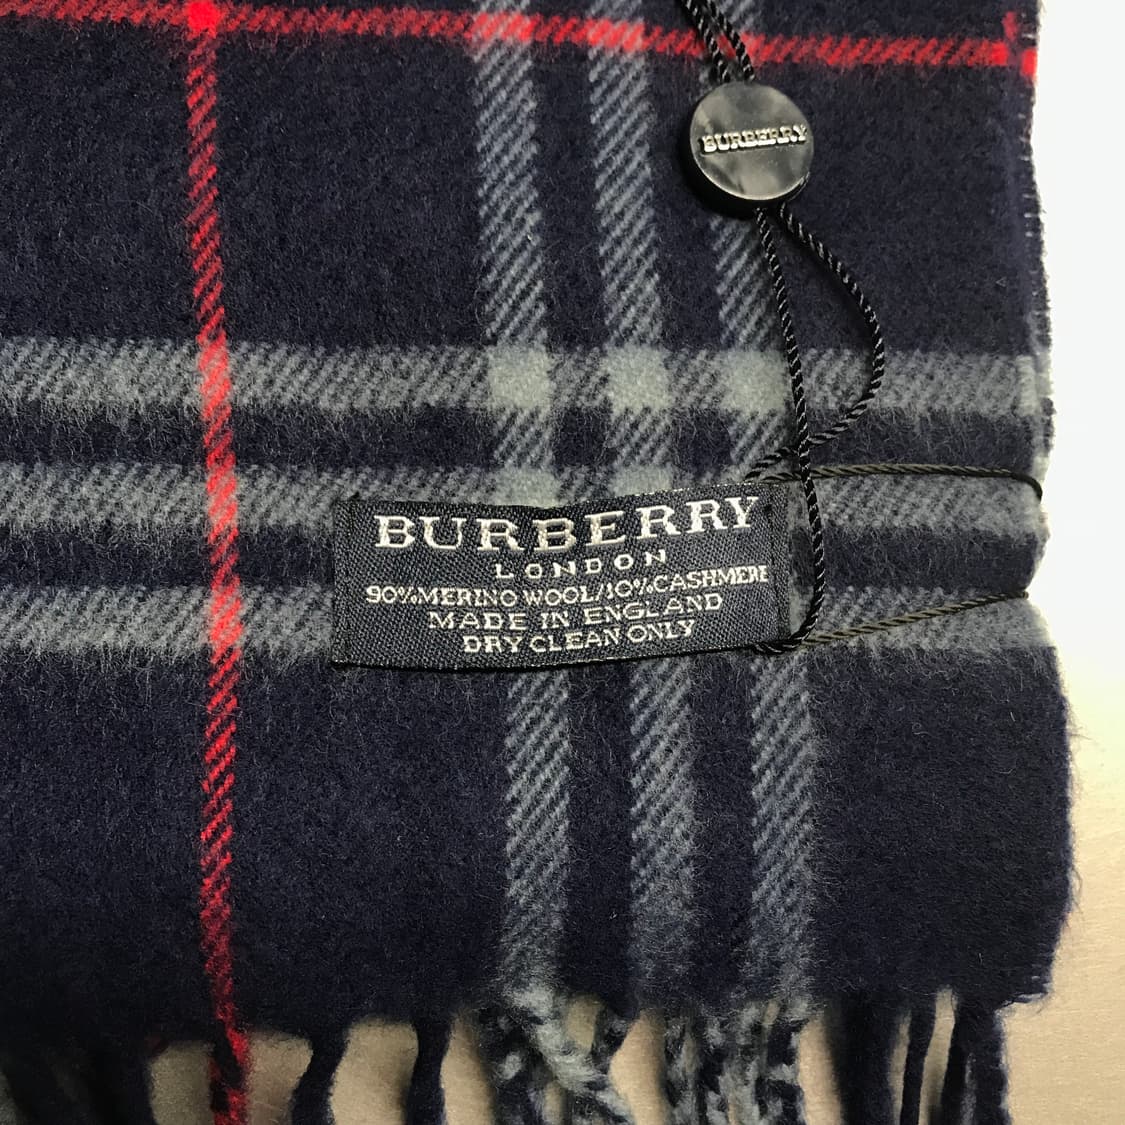 BURBERRY
BURBERRY
LONDON
90%MERINO WOOL/10%CASHMERE
MADE IN ENGLAND
DRY CLEAN ONLY